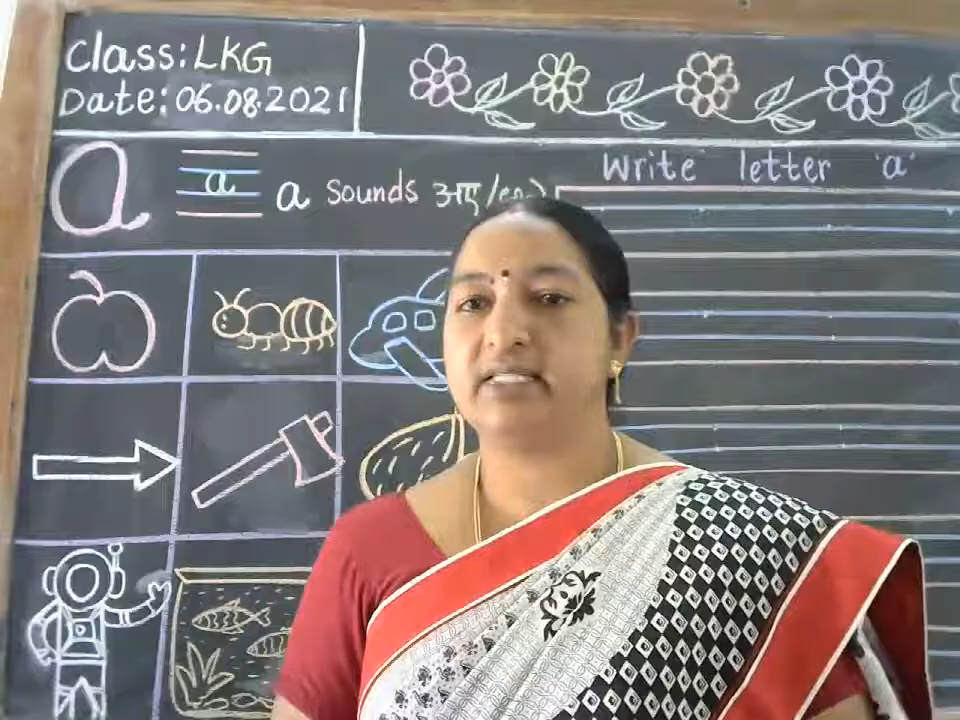 Class: LKG
Date: 06.08.2021
a a a sounds
Write letter 'a'